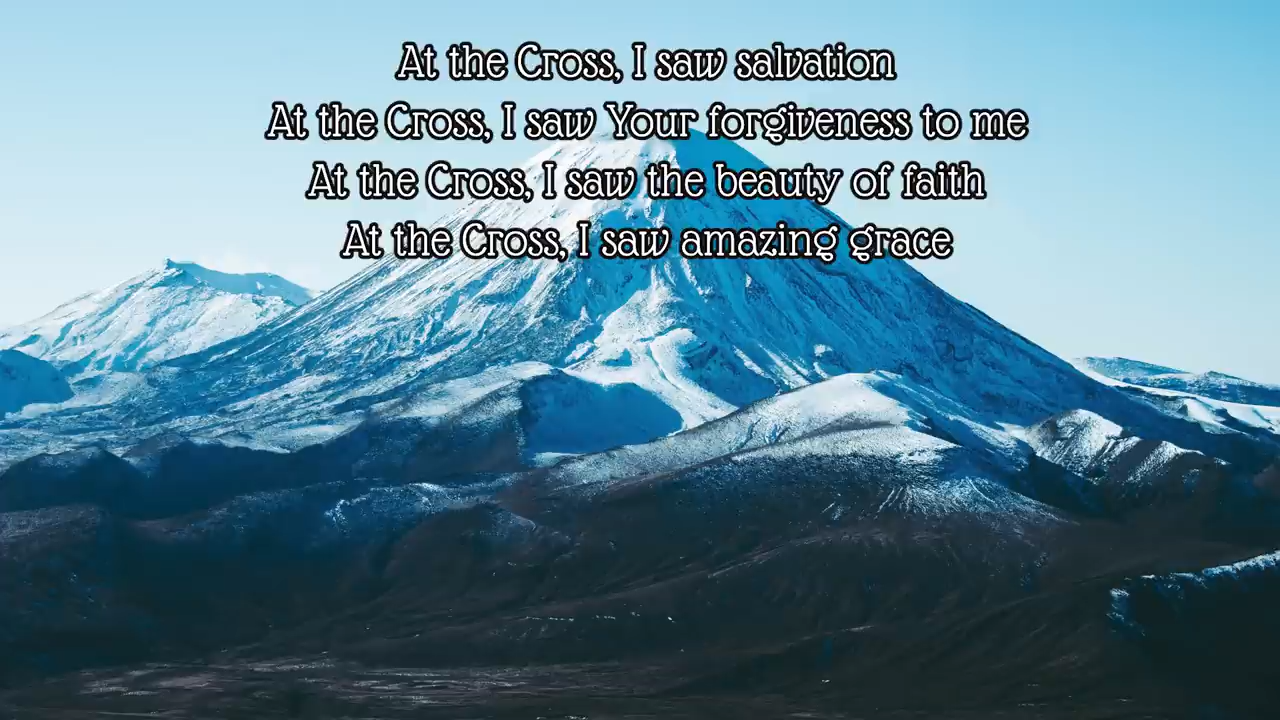 At the Cross, I saw salvation
At the Cross, I saw Your forgiveness to me
At the Cross, I saw the beauty of faith
At the Cross, I saw amazing grace